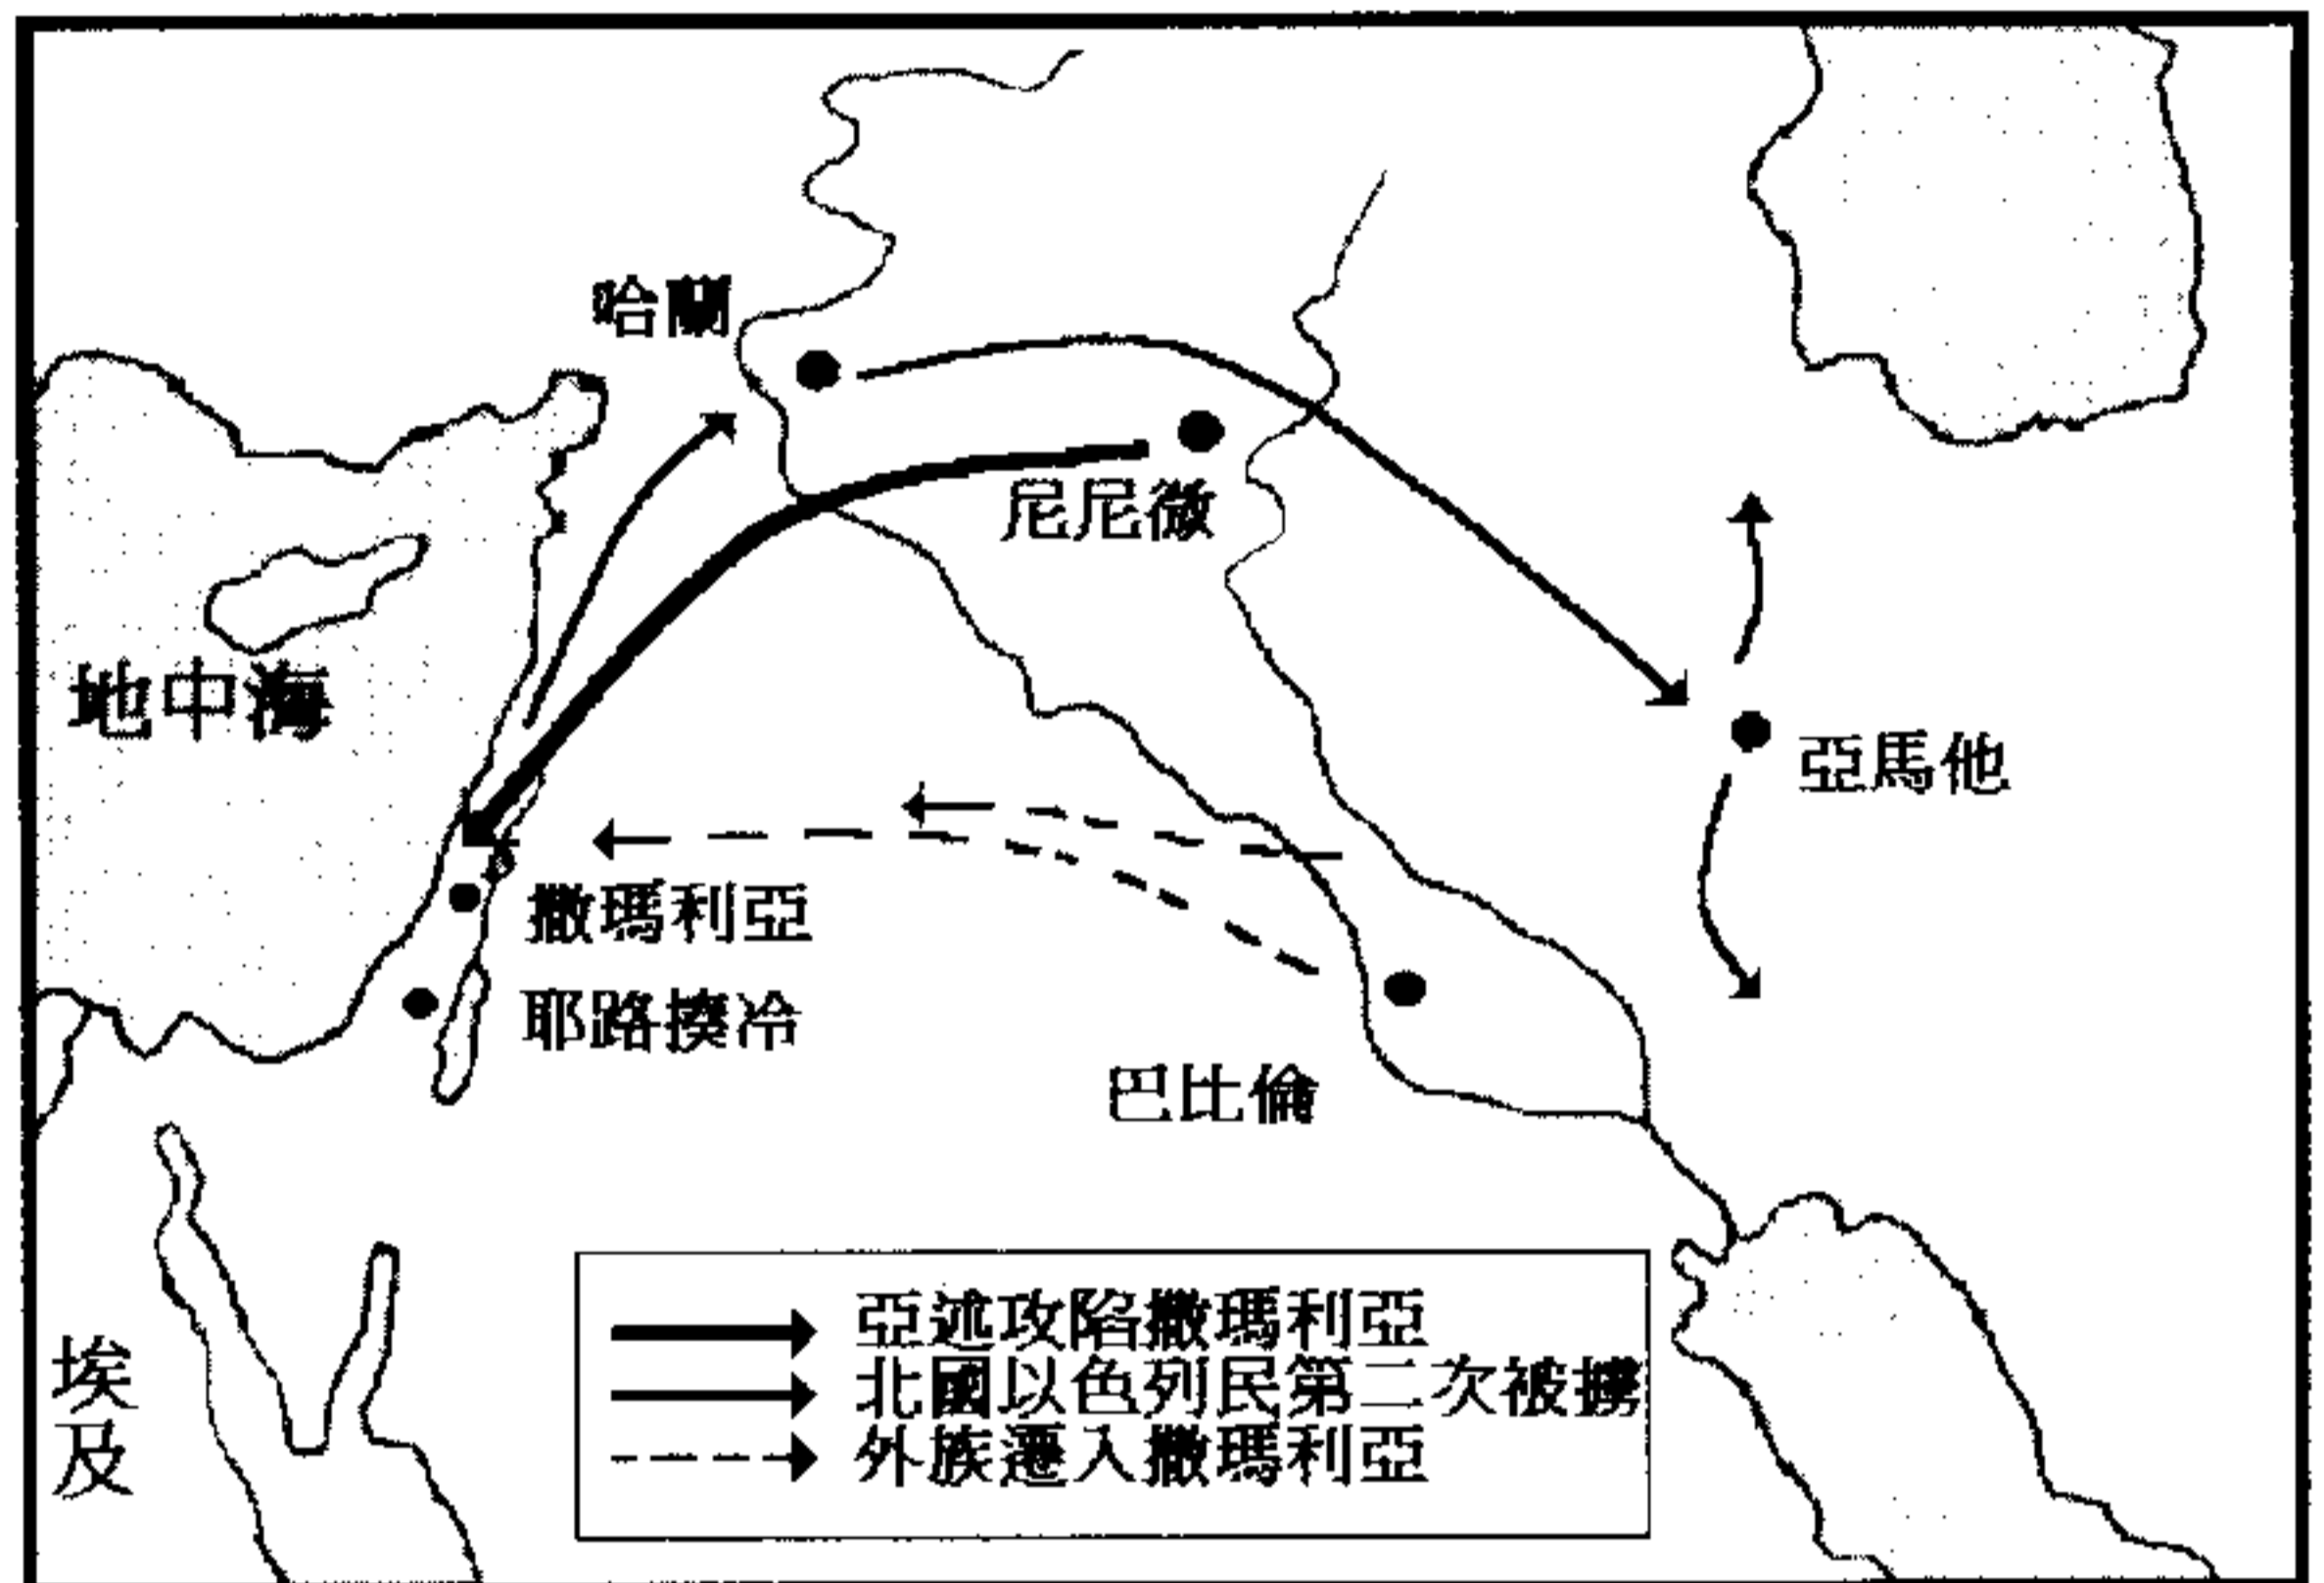 哈蘭
尼尼微
地中海
亞馬他
撒瑪利亞
耶路撒冷
巴比倫
埃及
亞述攻陷撒瑪利亞
北國以色列民第二次被擄
外族遷入撒瑪利亞